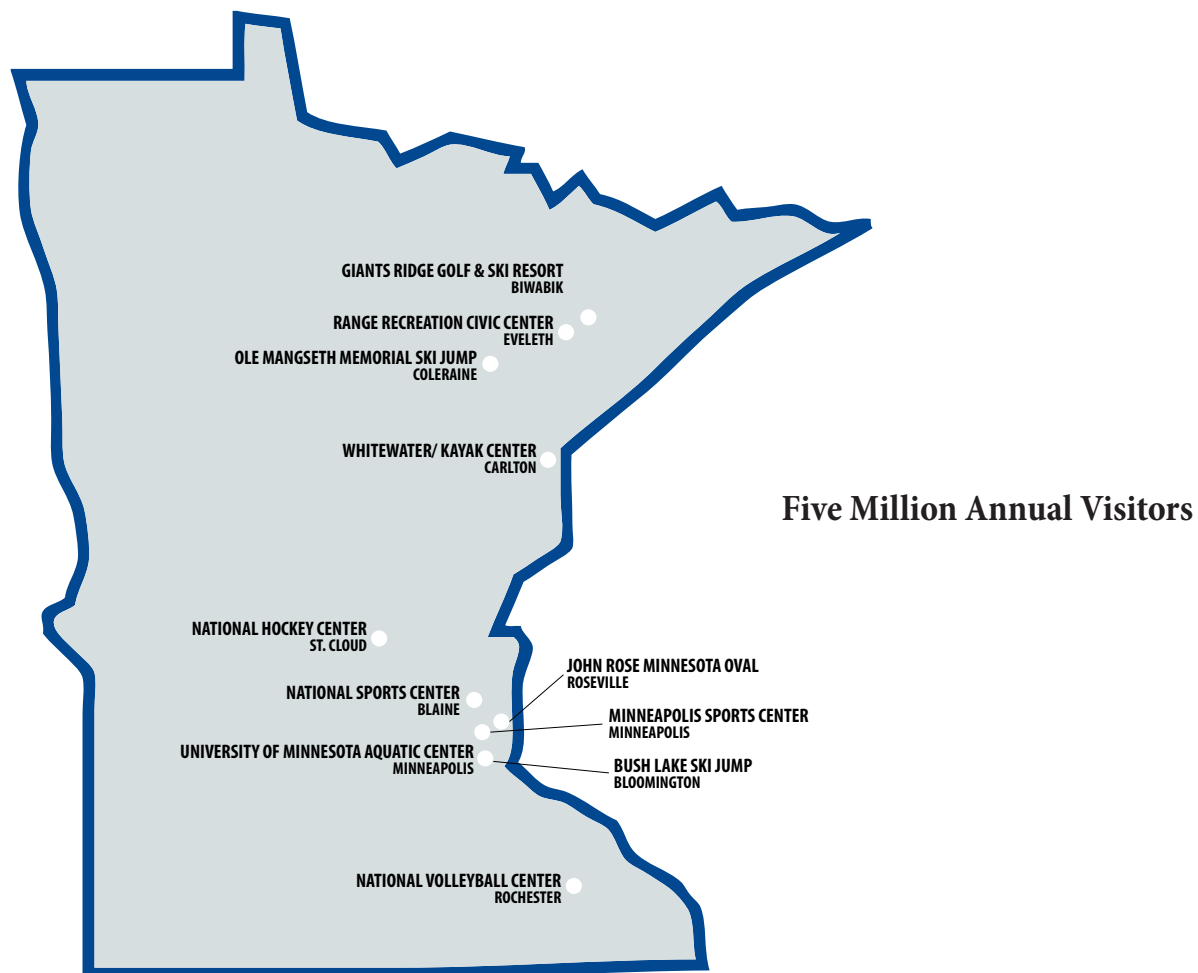 GIANTS RIDGE GOLF & SKI RESORT
BIWABIK
RANGE RECREATION CIVIC CENTER
EVELETH
OLE MANGSETH MEMORIAL SKI JUMP
COLERAINE
WHITEWATER/ KAYAK CENTER
CARLTON
Five Million Annual Visitors
NATIONAL HOCKEY CENTER
ST. CLOUD
JOHN ROSE MINNESOTA OVAL
ROSEVILLE
NATIONAL SPORTS CENTER
BLAINE
MINNEAPOLIS SPORTS CENTER
MINNEAPOLIS
UNIVERSITY OF MINNESOTA AQUATIC CENTER
MINNEAPOLIS
BUSH LAKE SKI JUMP
BLOOMINGTON
NATIONAL VOLLEYBALL CENTER
ROCHESTER